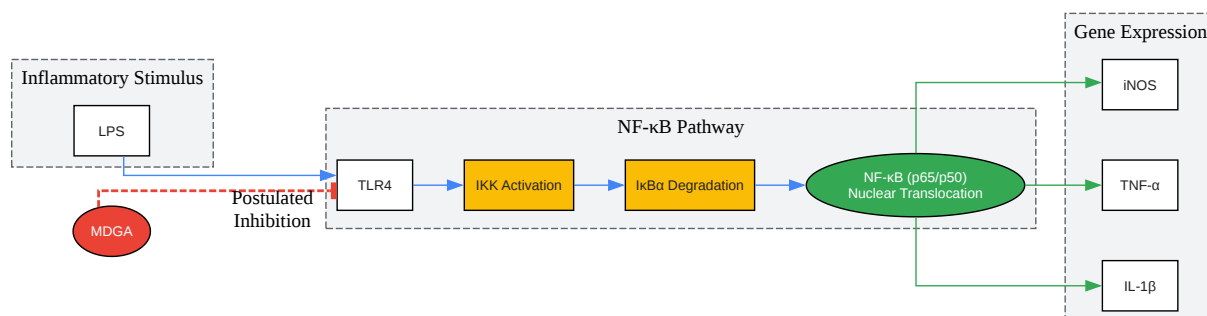 Gene Expression
Inflammatory Stimulus
iNOS
LPS
NF-κB Pathway
TLR4
IKK Activation
IκBα Degradation
NF-κB (p65/p50)
Nuclear Translocation
TNF-α
Postulated
Inhibition
MDGA
IL-1β